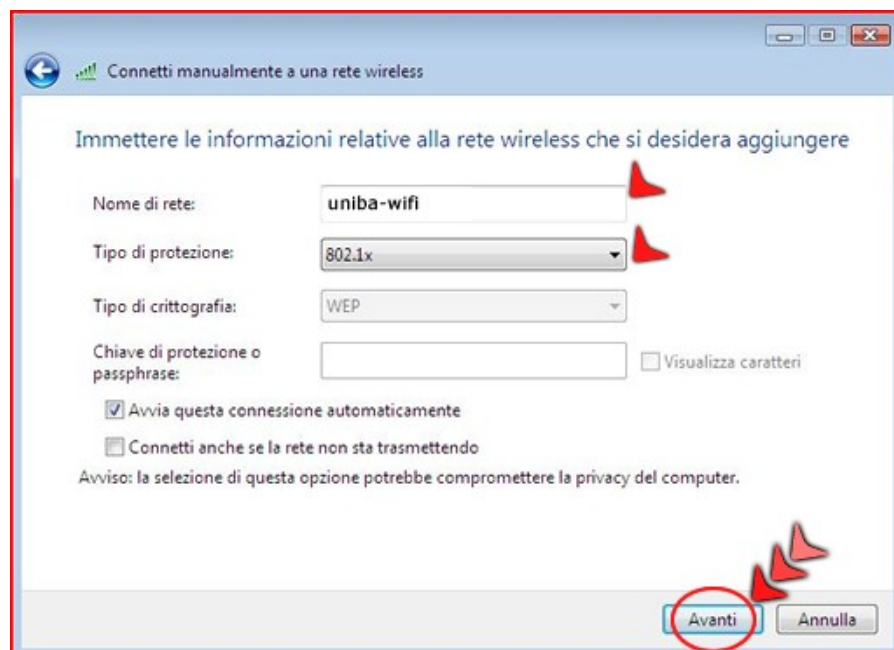 Connetti manualmente a una rete wireless
Immettere le informazioni relative alla rete wireless che si desidera aggiungere
Nome di rete: uniba-wifi
Tipo di protezione: 802.1x
Tipo di crittografia: WEP
Chiave di protezione o
passphrase: Visualizza caratteri
Avvia questa connessione automaticamente
Connetti anche se la rete non sta trasmettendo
Avviso: la selezione di questa opzione potrebbe compromettere la privacy del computer.
Avanti Annulla